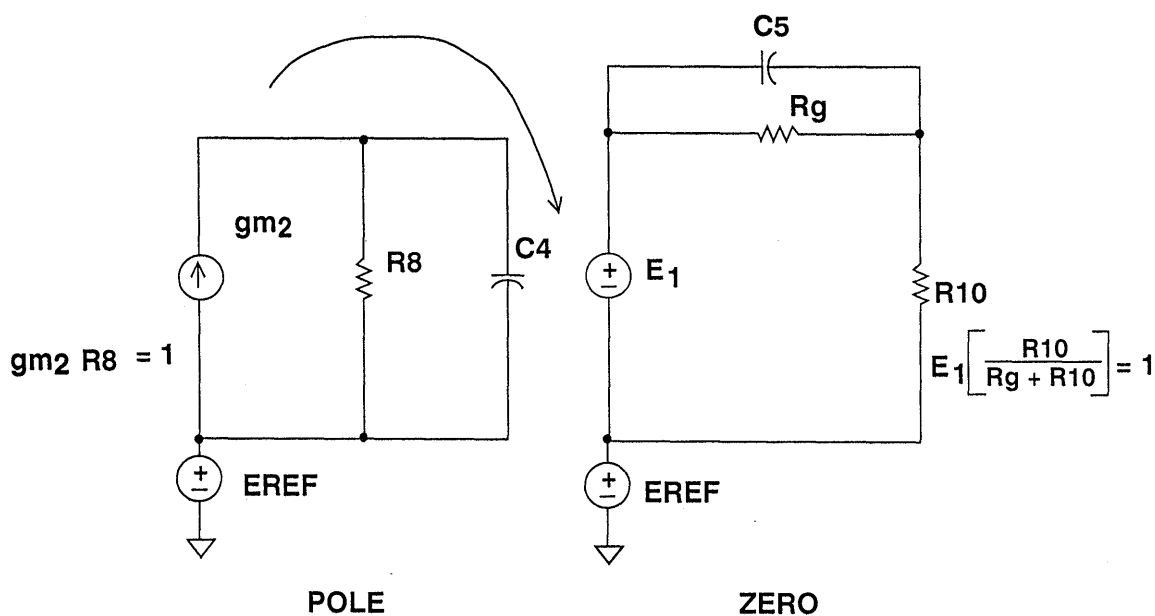 C5
Rg
gm2
R8
C4
+
−
E1
R10
gm2 R8 = 1
E1[R10 / Rg + R10] = 1
+
−
EREF
+
−
EREF
POLE
ZERO